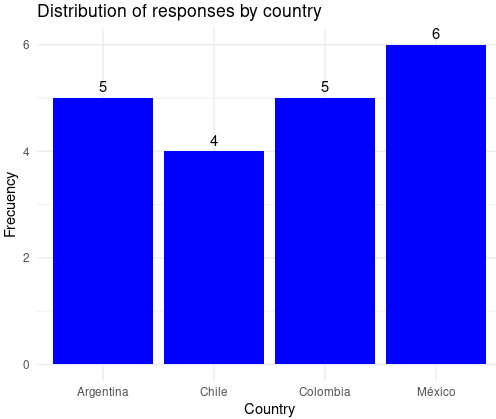 Distribution of responses by country
6
5
5
4
6
4
2
0
Frecuency
Argentina
Chile
Colombia
México
Country